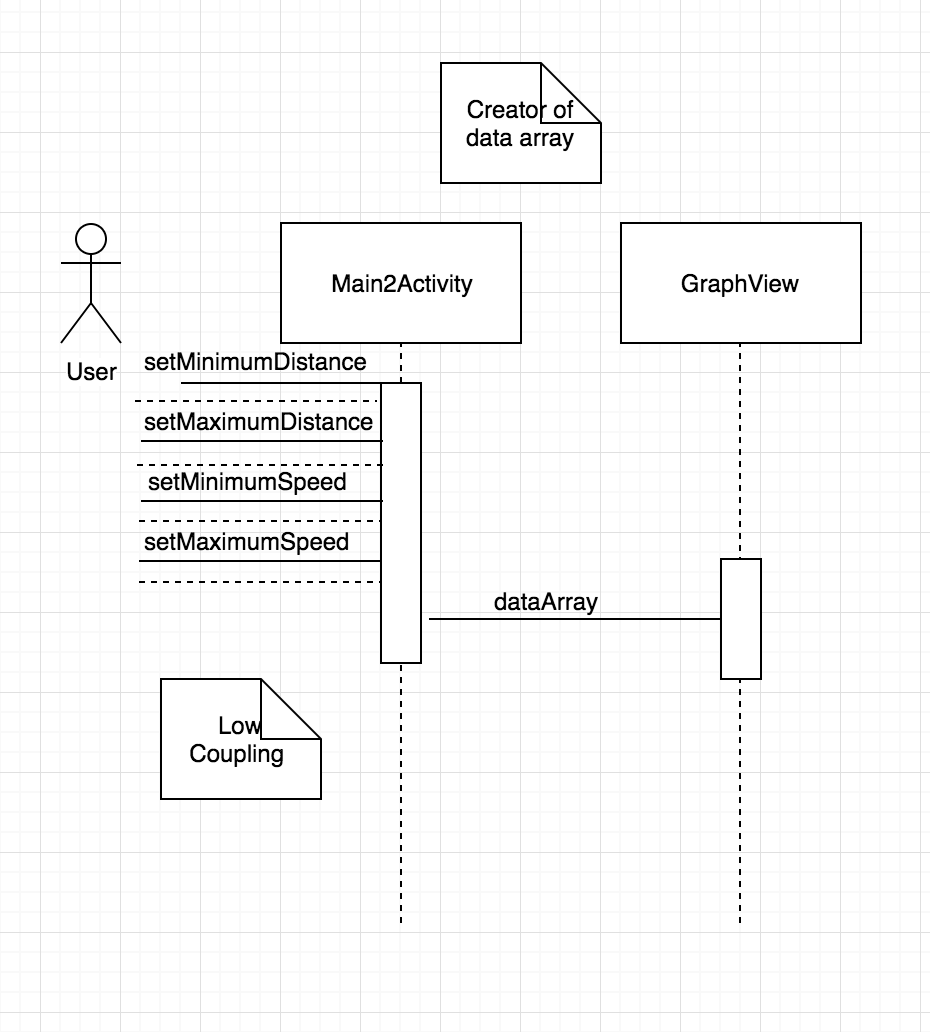 Creator of
data array
Main2Activity
GraphView
User
setMinimumDistance
setMaximumDistance
setMinimumSpeed
setMaximumSpeed
dataArray
Low
Coupling